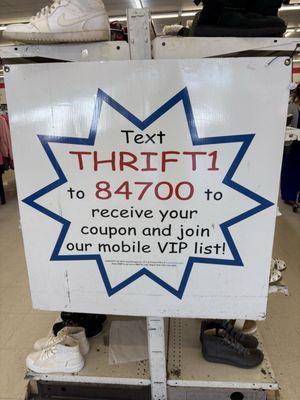 Text
THRIFT1
to 84700 to
receive your
coupon and join
our mobile VIP list!